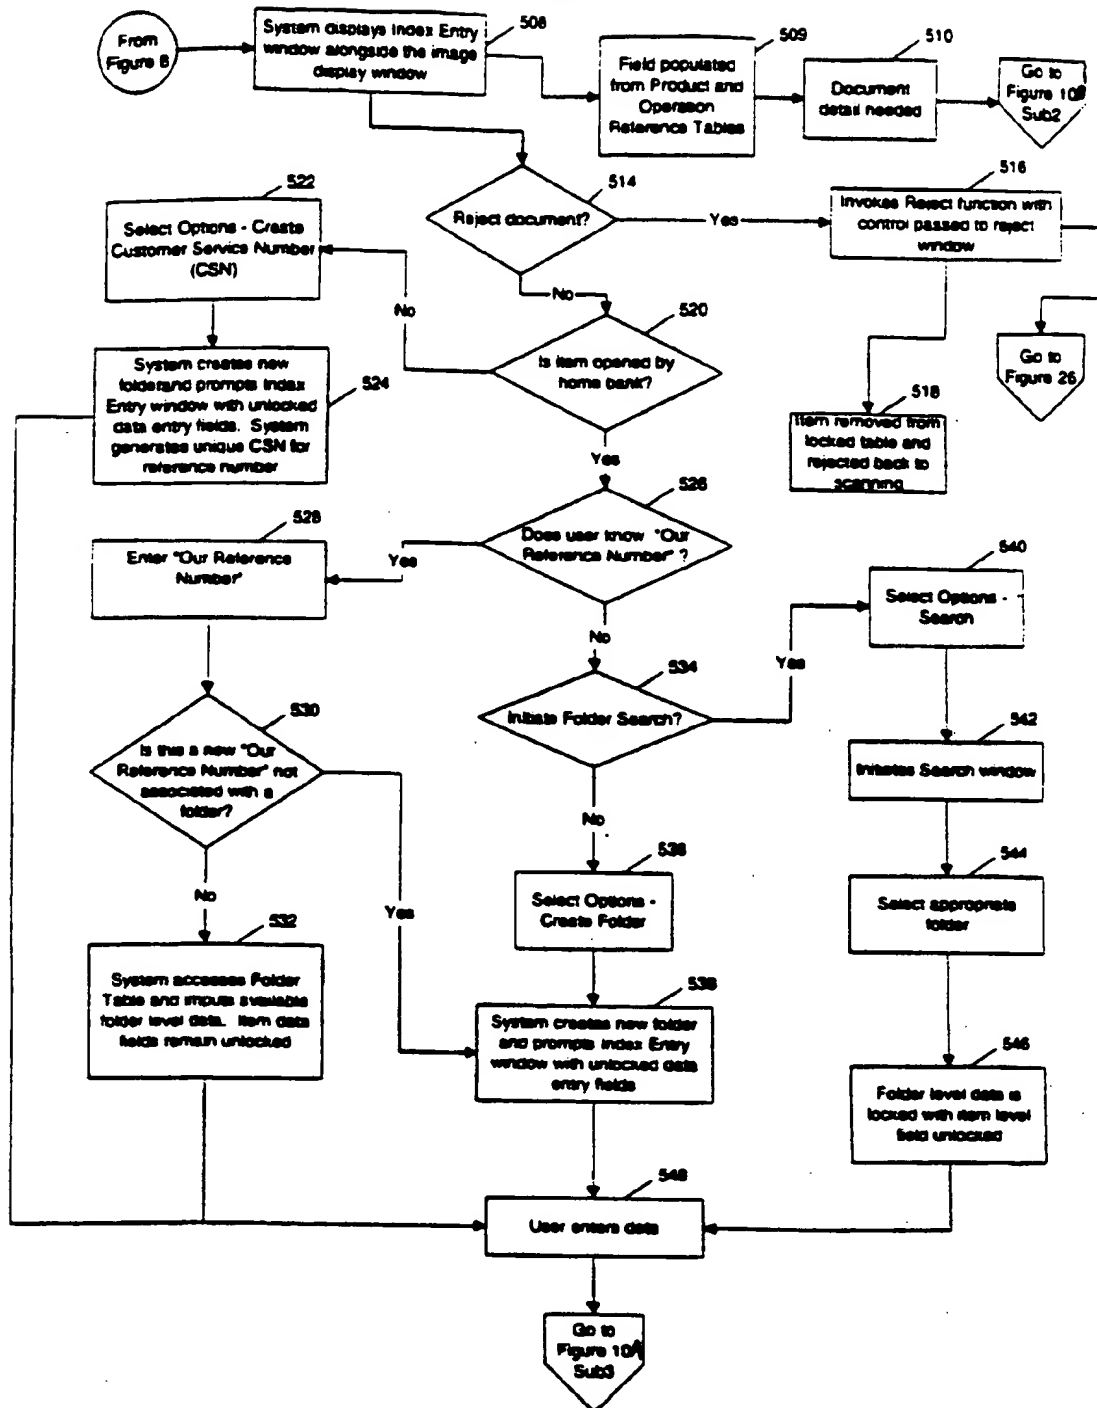 From
Figure 8
System displays Index Entry
window alongside the image
display window
508
Field populated
from Product and
Operation
Reference Tables
509
Document
detail needed
510
Go to
Figure 10B
Sub2
Reject document?
514
Yes
Invokes Reject function with
control passed to reject
window
516
Go to
Figure 26
Item removed from
locked table and
rejected back to
scanning
518
No
Is item opened by
home bank?
520
No
Select Options - Create
Customer Service Number
(CSN)
522
System creates new
folderand prompts Index
Entry window with unlocked
data entry fields. System
generates unique CSN for
reference number
524
Yes
Does user know "Our
Reference Number" ?
526
Yes
Enter "Our Reference
Number"
528
Is this a new "Our
Reference Number" not
associated with a
folder?
530
No
Yes
System accesses Folder
Table and inputs available
folder level data. Item data
fields remain unlocked
532
No
Initiate Folder Search?
534
Yes
Select Options -
Search
540
Initiates Search window
542
Select appropriate
folder
544
Folder level data is
locked with item level
field unlocked
546
No
Select Options -
Create Folder
536
System creates new folder
and prompts Index Entry
window with unlocked data
entry fields
538
User enters data
548
Go to
Figure 10A
Sub3